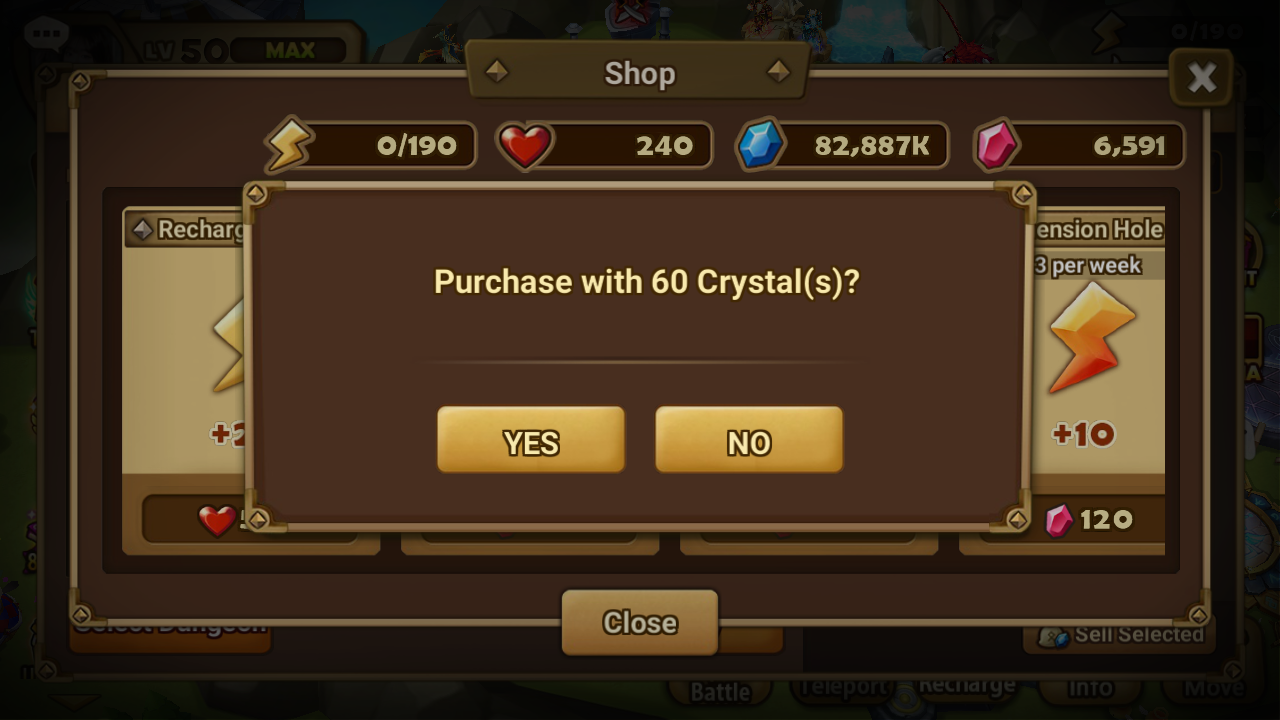 LV 50 MAX
0/190
Shop
0/190 240 82,887K 6,591
Recharg
ension Hole
3 per week
Purchase with 60 Crystal(s)?
+2
+10
YES NO
120
Close
Select Dungeon
Sell Selected
Battle Teleport Recharge Info Move